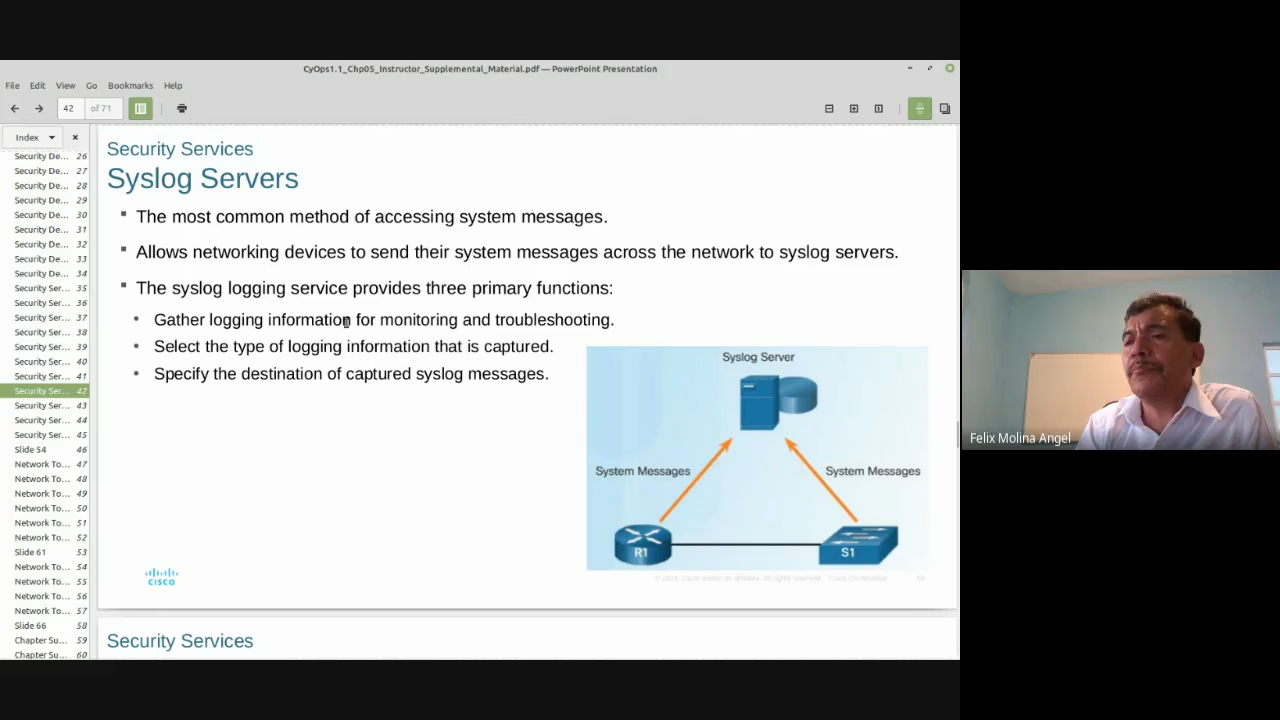 CyOps1.1_Chp05_Instructor_Supplemental_Material.pdf — PowerPoint Presentation
File Edit View Go Bookmarks Help
42 of 71
Index
Security De... 26
Security De... 27
Security De... 28
Security De... 29
Security De... 30
Security De... 31
Security De... 32
Security De... 33
Security De... 34
Security Ser... 35
Security Ser... 36
Security Ser... 37
Security Ser... 38
Security Ser... 39
Security Ser... 40
Security Ser... 41
Security Ser... 42
Security Ser... 43
Security Ser... 44
Security Ser... 45
Slide 54 46
Network To... 47
Network To... 48
Network To... 49
Network To... 50
Network To... 51
Network To... 52
Slide 61 53
Network To... 54
Network To... 55
Network To... 56
Network To... 57
Slide 66 58
Chapter Su... 59
Chapter Su... 60
Security Services
Syslog Servers
The most common method of accessing system messages.
Allows networking devices to send their system messages across the network to syslog servers.
The syslog logging service provides three primary functions:
Gather logging information for monitoring and troubleshooting.
Select the type of logging information that is captured.
Specify the destination of captured syslog messages.
Syslog Server
System Messages
System Messages
R1
S1
CISCO
Security Services
Felix Molina Angel